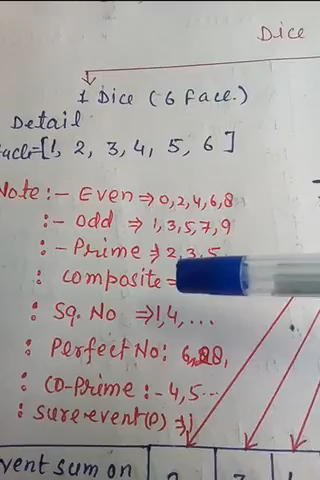 Dice
1 Dice (6 face.)
Detail
Fach=[1, 2, 3, 4, 5, 6]
Note :- Even ⇒ 0, 2, 4, 6, 8
:- odd ⇒ 1, 3, 5, 7, 9
:- Prime ⇒ 2, 3, 5
: composite =
: Sq. No ⇒ 1, 4, ...
: Perfect No: 6, 28,
: co-prime :- 4, 5 ...
: sure event (P) ⇒ 1
vent sum on